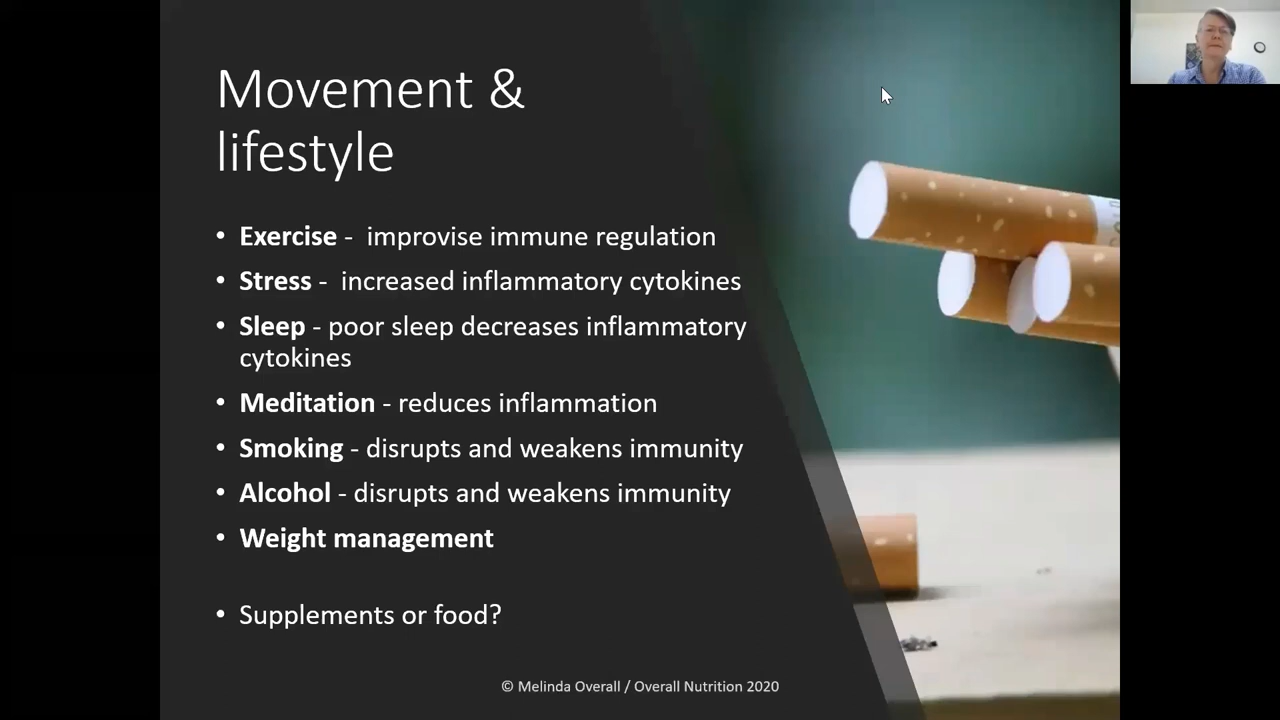 Movement &
lifestyle
• Exercise -  improvise immune regulation
• Stress -  increased inflammatory cytokines
• Sleep - poor sleep decreases inflammatory
cytokines
• Meditation - reduces inflammation
• Smoking - disrupts and weakens immunity
• Alcohol - disrupts and weakens immunity
• Weight management
• Supplements or food?
© Melinda Overall / Overall Nutrition 2020